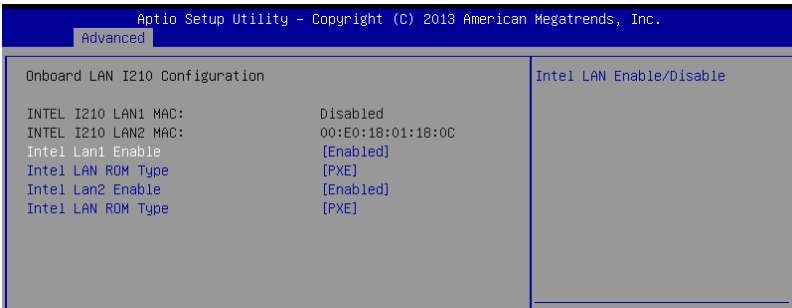 Aptio Setup Utility – Copyright (C) 2013 American Megatrends, Inc.
Advanced
Onboard LAN I210 Configuration
Intel LAN Enable/Disable
INTEL I210 LAN1 MAC: Disabled
INTEL I210 LAN2 MAC: 00:E0:18:01:18:0C
Intel Lan1 Enable [Enabled]
Intel LAN ROM Type [PXE]
Intel Lan2 Enable [Enabled]
Intel LAN ROM Type [PXE]